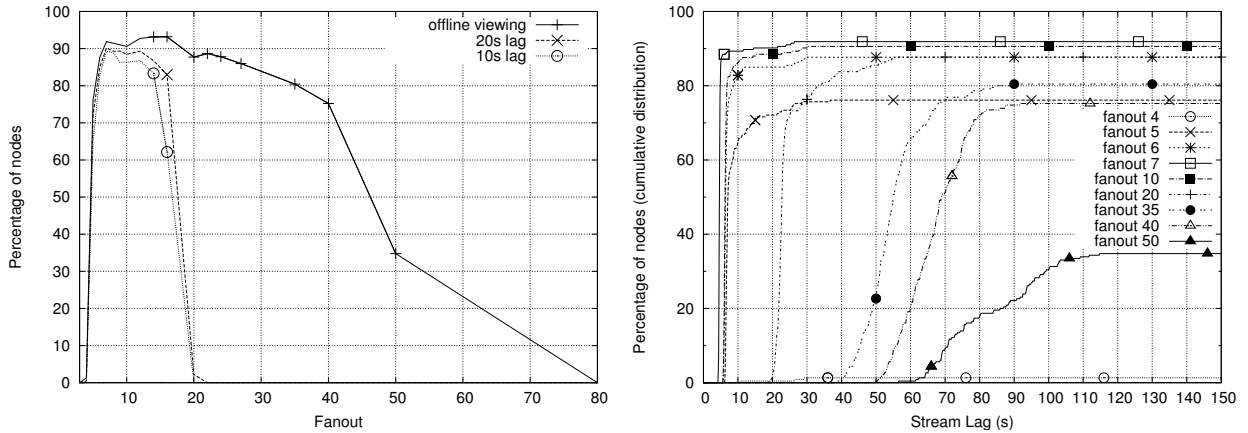 100
90
80
70
60
50
40
30
20
10
0
Percentage of nodes
10 20 30 40 50 60 70 80
Fanout
offline viewing
20s lag
10s lag
100
80
60
40
20
0
Percentage of nodes (cumulative distribution)
0 10 20 30 40 50 60 70 80 90 100 110 120 130 140 150
Stream Lag (s)
fanout 4
fanout 5
fanout 6
fanout 7
fanout 10
fanout 20
fanout 35
fanout 40
fanout 50